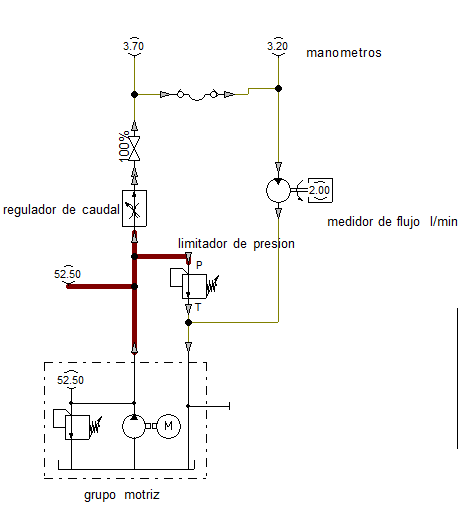 3.70
3.20
manometros
100%
2.00
regulador de caudal
medidor de flujo l/min
limitador de presion
P
52.50
T
52.50
M
grupo motriz